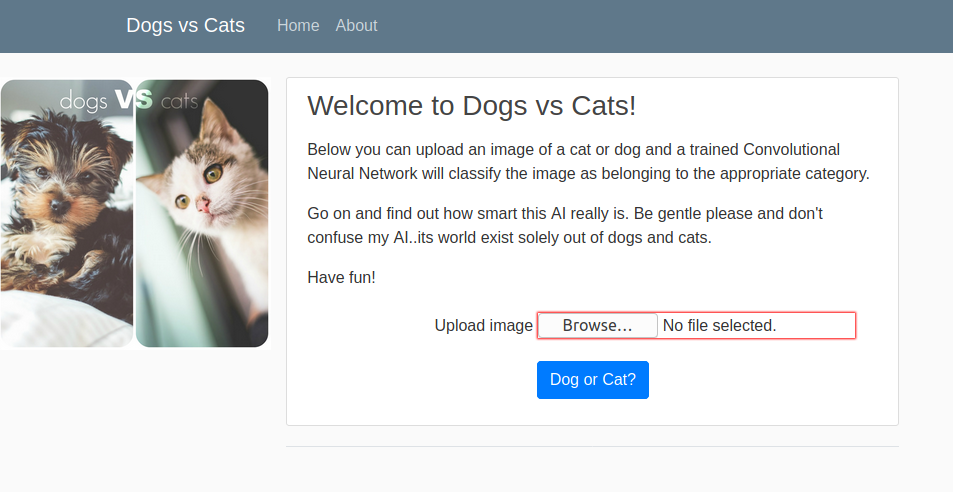 Dogs vs Cats Home About
dogs VS cats
Welcome to Dogs vs Cats!
Below you can upload an image of a cat or dog and a trained Convolutional
Neural Network will classify the image as belonging to the appropriate category.
Go on and find out how smart this AI really is. Be gentle please and don't
confuse my AI..its world exist solely out of dogs and cats.
Have fun!
Upload image Browse... No file selected.
Dog or Cat?